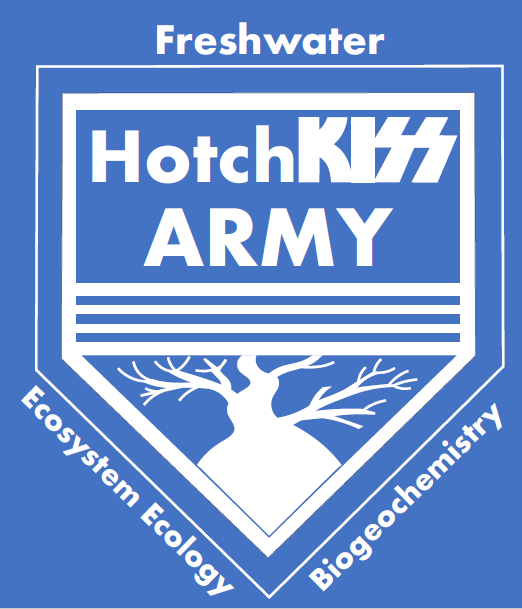 Freshwater
HotchKISS
ARMY
Ecosystem Ecology
Biogeochemistry